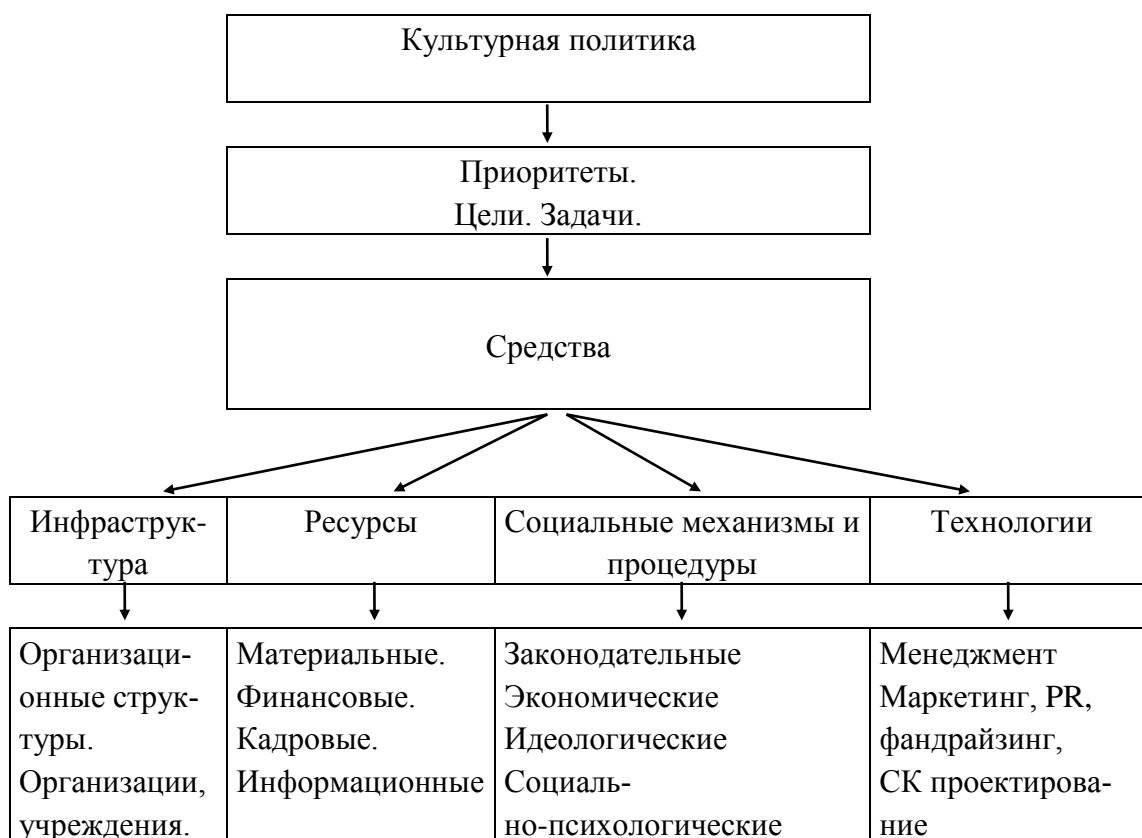 Культурная политика
Приоритеты.
Цели. Задачи.
Средства
Инфраструк-
тура
Ресурсы
Социальные механизмы и
процедуры
Технологии
Организаци-
онные струк-
туры.
Организации,
учреждения.
Материальные.
Финансовые.
Кадровые.
Информационные
Законодательные
Экономические
Идеологические
Социаль-
но-психологические
Менеджмент
Маркетинг, PR,
фандрайзинг,
СК проектирова-
ние